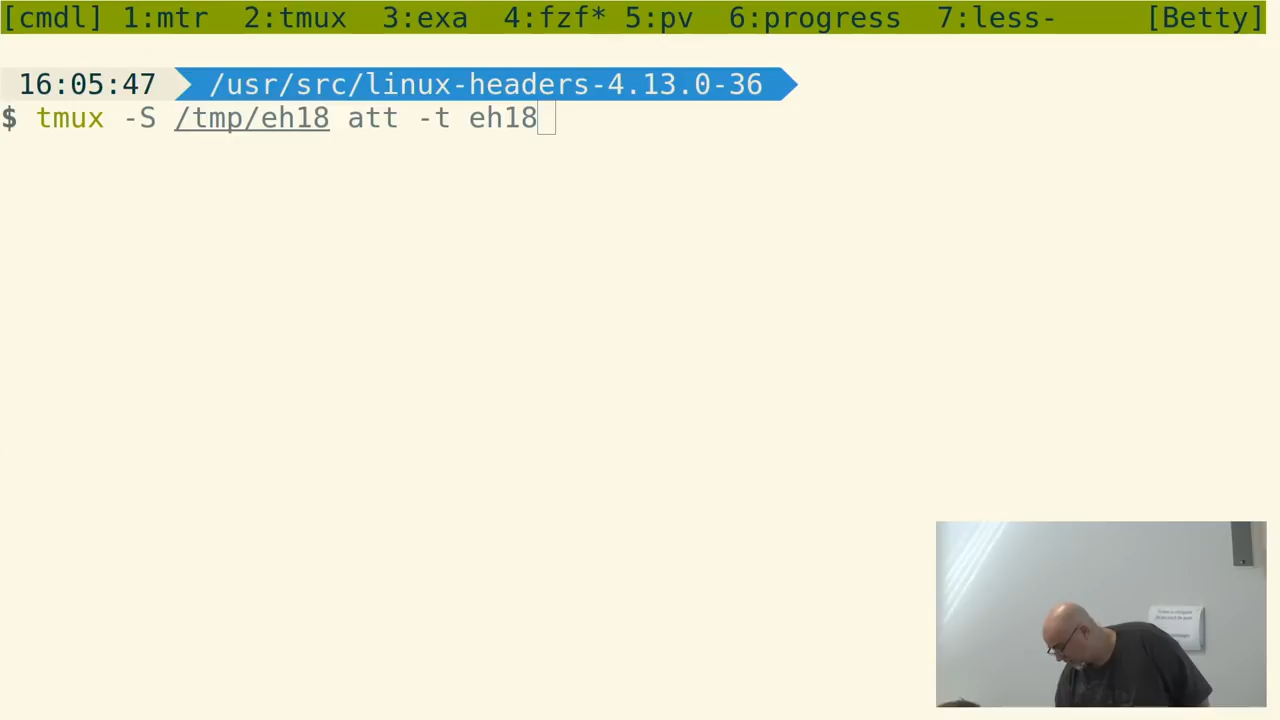 [cmdl] 1:mtr 2:tmux 3:exa 4:fzf* 5:pv 6:progress 7:less- [Betty]
16:05:47 /usr/src/linux-headers-4.13.0-36
$ tmux -S /tmp/eh18 att -t eh18